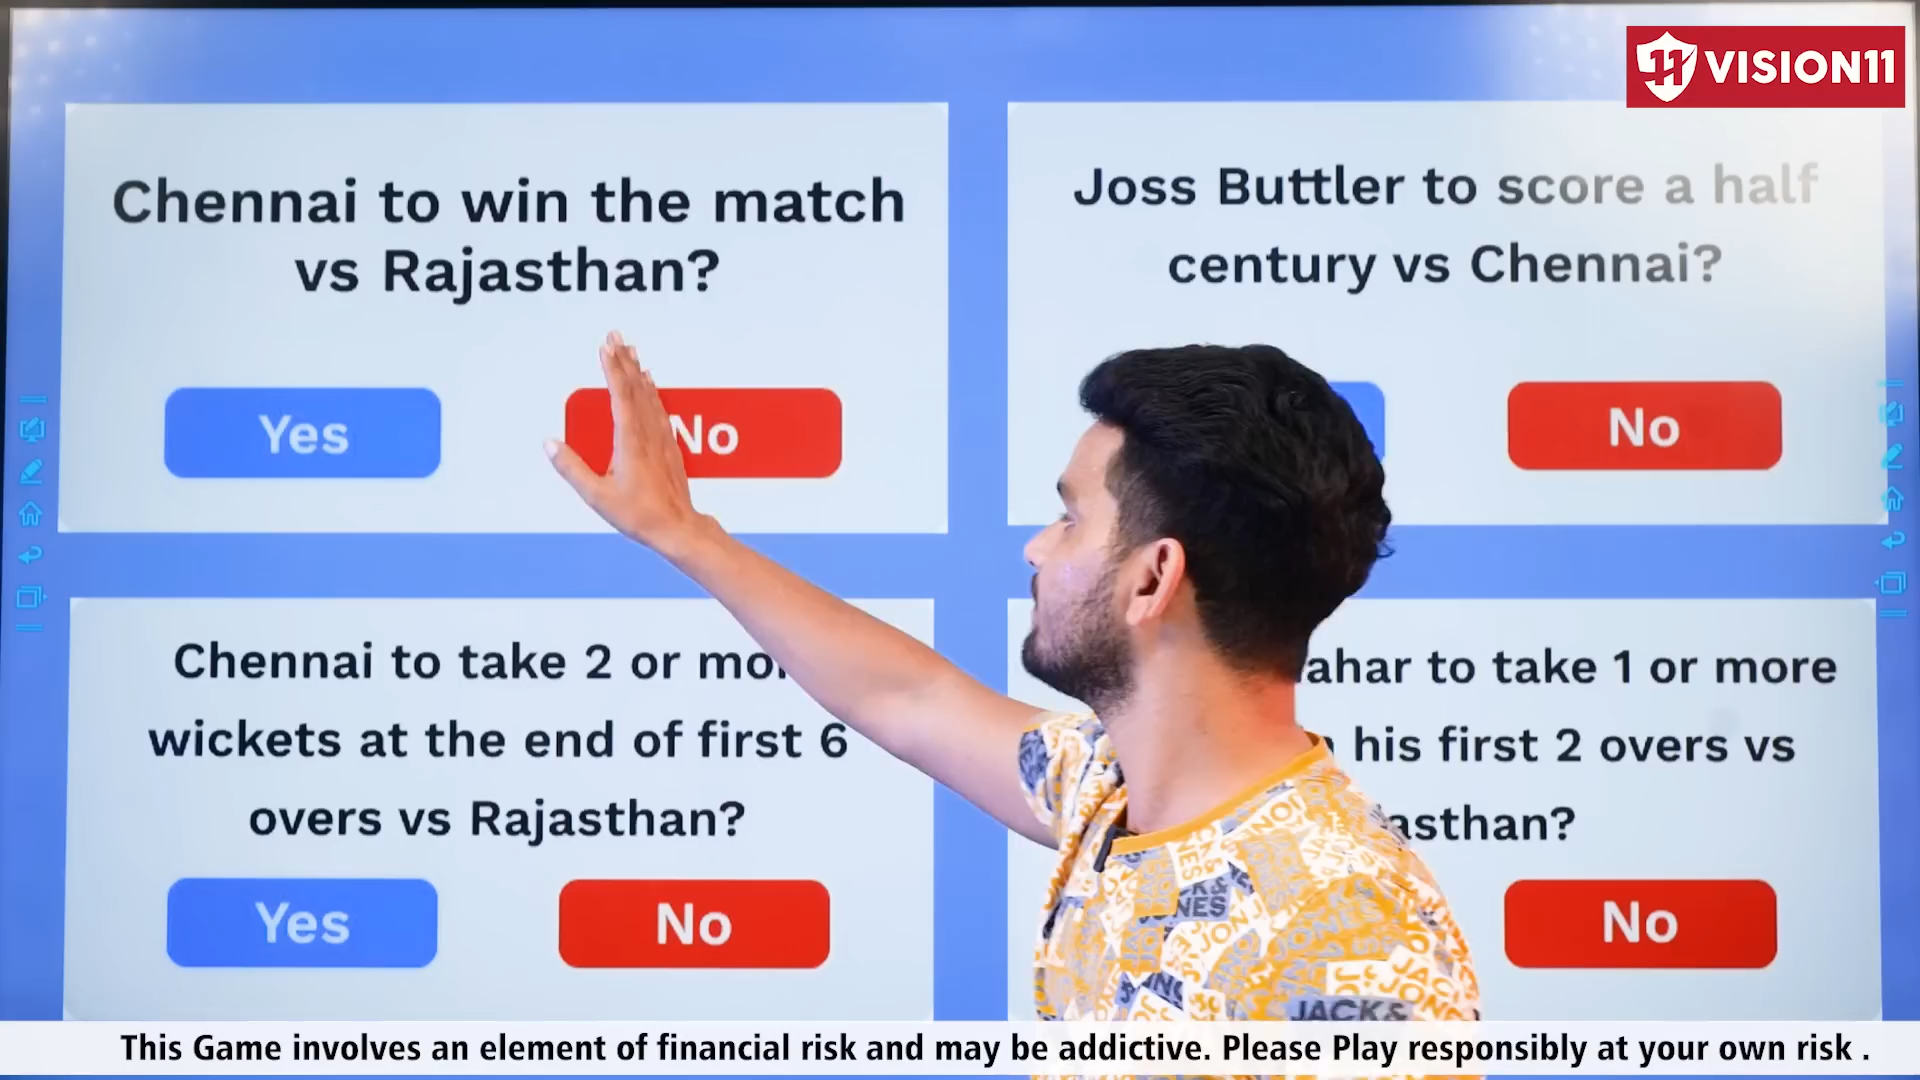 VISION11
Chennai to win the match
vs Rajasthan?
Yes
No
Joss Buttler to score a half
century vs Chennai?
No
Chennai to take 2 or
wickets at the end of first 6
overs vs Rajasthan?
Yes
No
to take 1 or more
his first 2 overs vs
No
JONES
JACK&
This Game involves an element of financial risk and may be addictive. Please Play responsibly at your own risk .